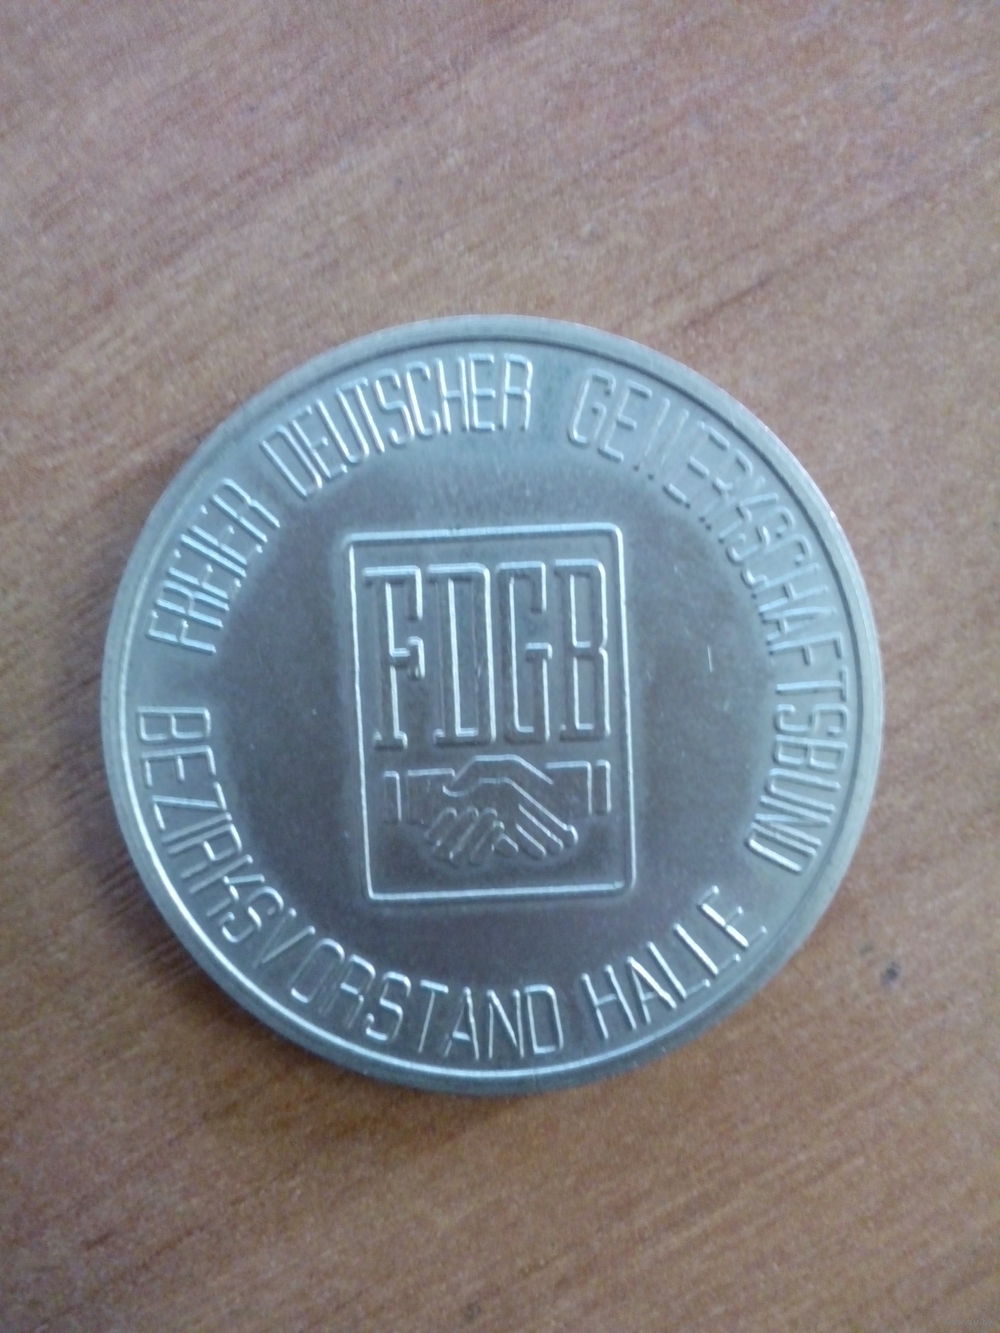 FREIER DEUTSCHER GEWERKSCHAFTSBUND
FDGB
BEZIRKSVORSTAND HALLE